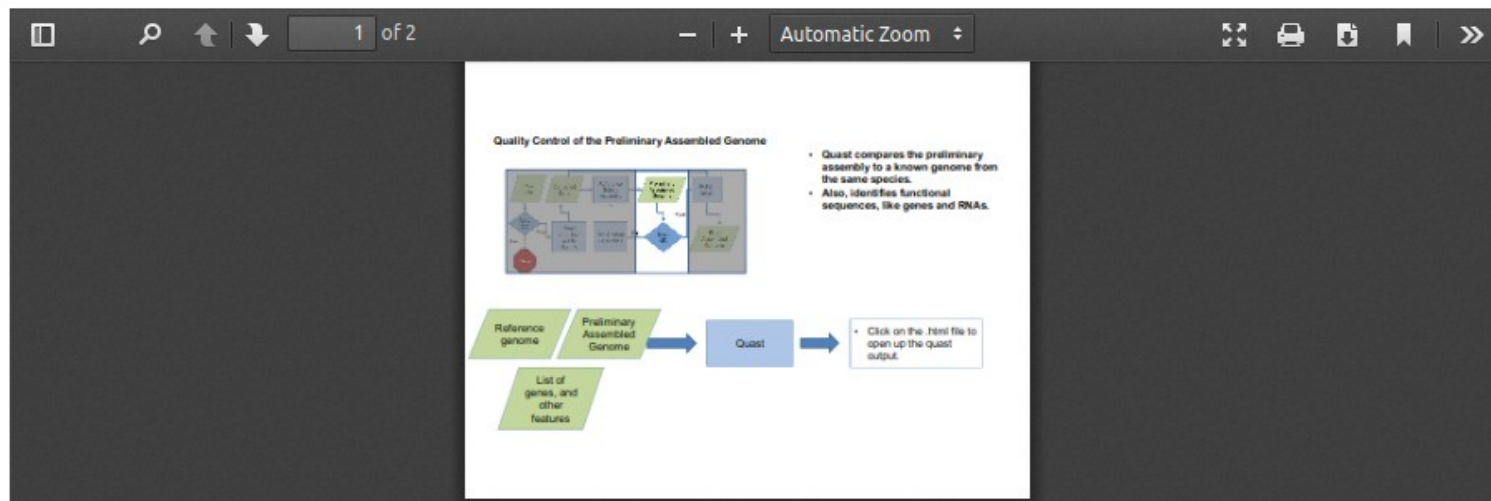 1 of 2
Automatic Zoom
Quality Control of the Preliminary Assembled Genome
• Quast compares the preliminary
assembly to a known genome from
the same species.
• Also, identifies functional
sequences, like genes and RNAs.
Reference
genome
Preliminary
Assembled
Genome
Quast
• Click on the .html file to
open up the quast
output.
List of
genes, and
other
features